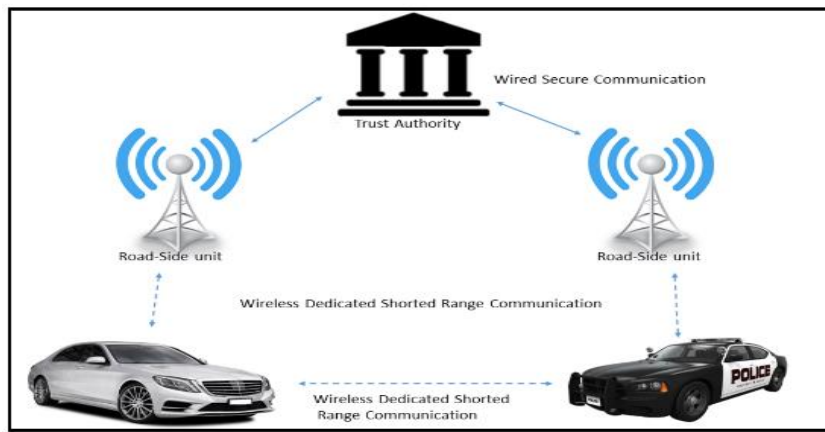 Wired Secure Communication
Trust Authority
Road-Side unit
Road-Side unit
Wireless Dedicated Shorted Range Communication
POLICE
Wireless Dedicated Shorted
Range Communication